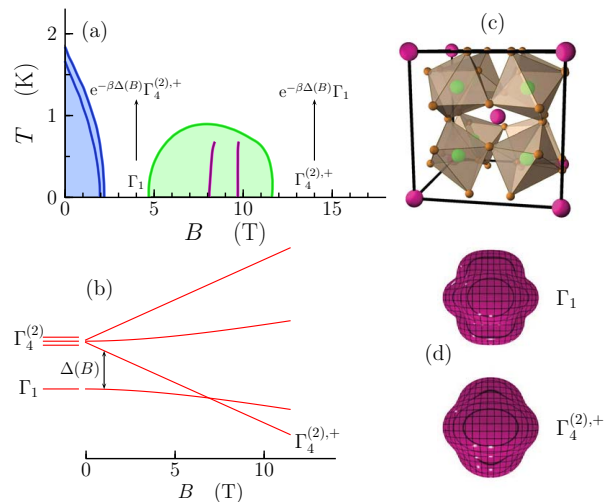 (a)
(c)
2
1
0
T (K)
e^{-βΔ(B)}Γ_4^{(2),+}
e^{-βΔ(B)}Γ_1
Γ_1
Γ_4^{(2),+}
0 5 10 15
B (T)
(b)
Γ_4^{(2)}
Δ(B)
Γ_1
Γ_4^{(2),+}
0 5 10
B (T)
Γ_1
(d)
Γ_4^{(2),+}